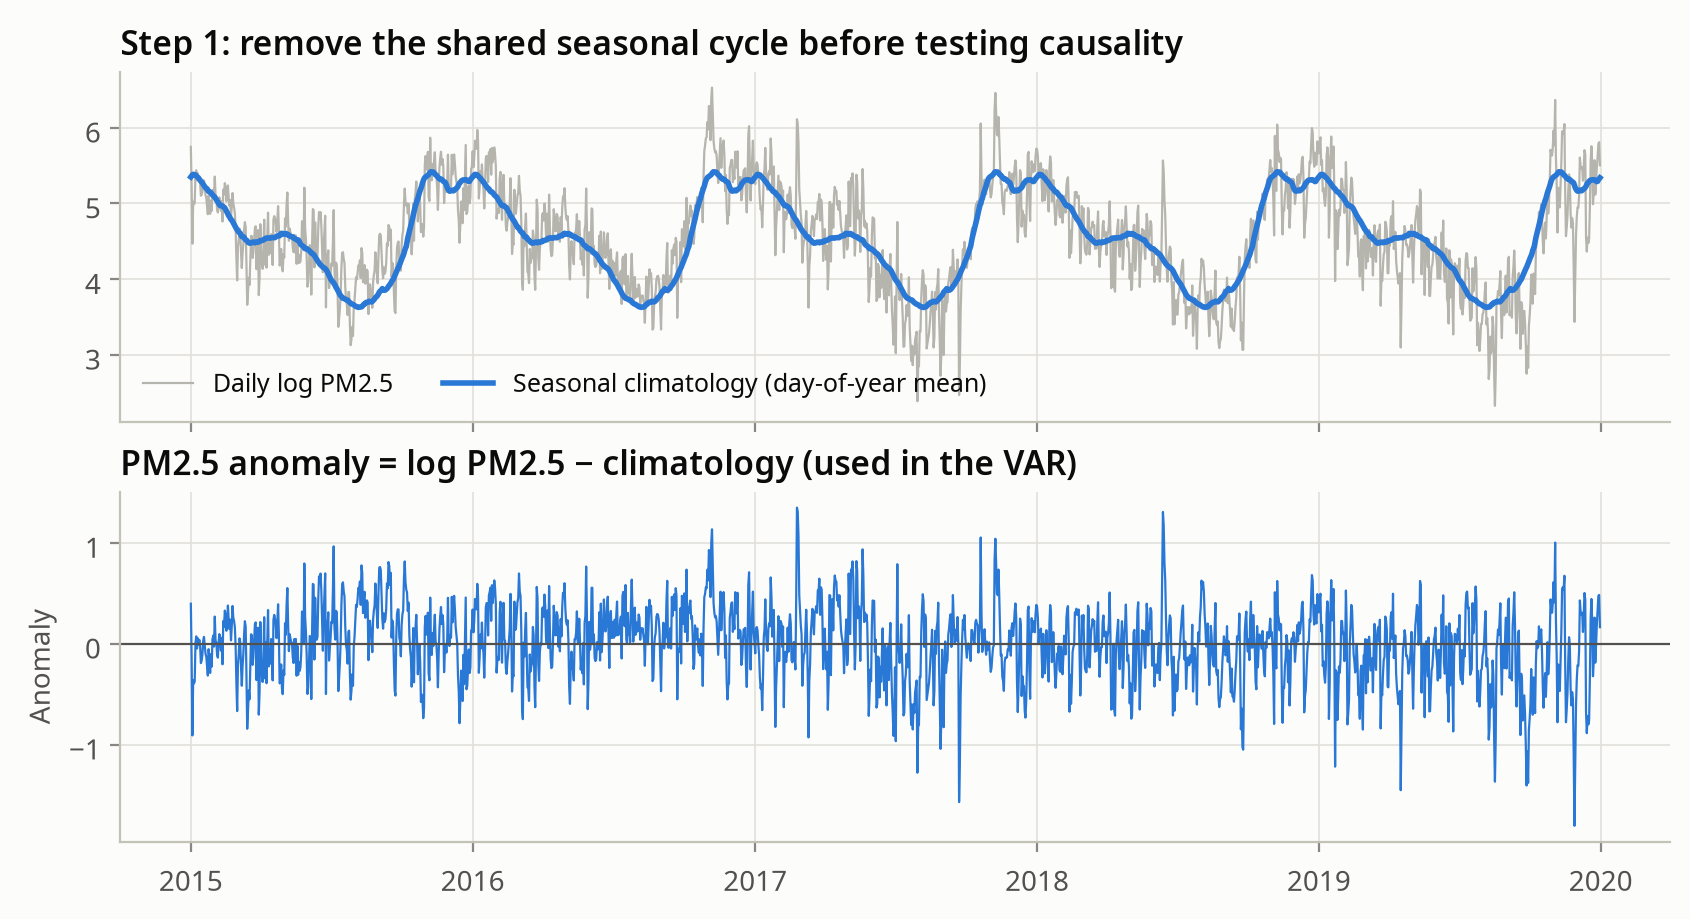 Step 1: remove the shared seasonal cycle before testing causality
6
5
4
3
Daily log PM2.5
Seasonal climatology (day-of-year mean)
PM2.5 anomaly = log PM2.5 − climatology (used in the VAR)
Anomaly
1
0
−1
2015
2016
2017
2018
2019
2020